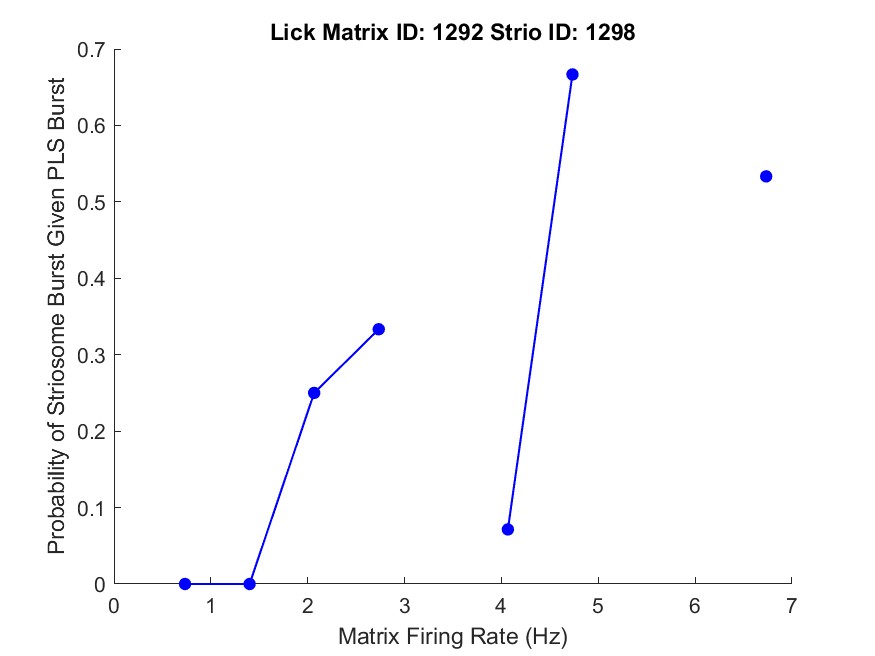 Lick Matrix ID: 1292 Strio ID: 1298
Probability of Striosome Burst Given PLS Burst
0.7
0.6
0.5
0.4
0.3
0.2
0.1
0
0 1 2 3 4 5 6 7
Matrix Firing Rate (Hz)